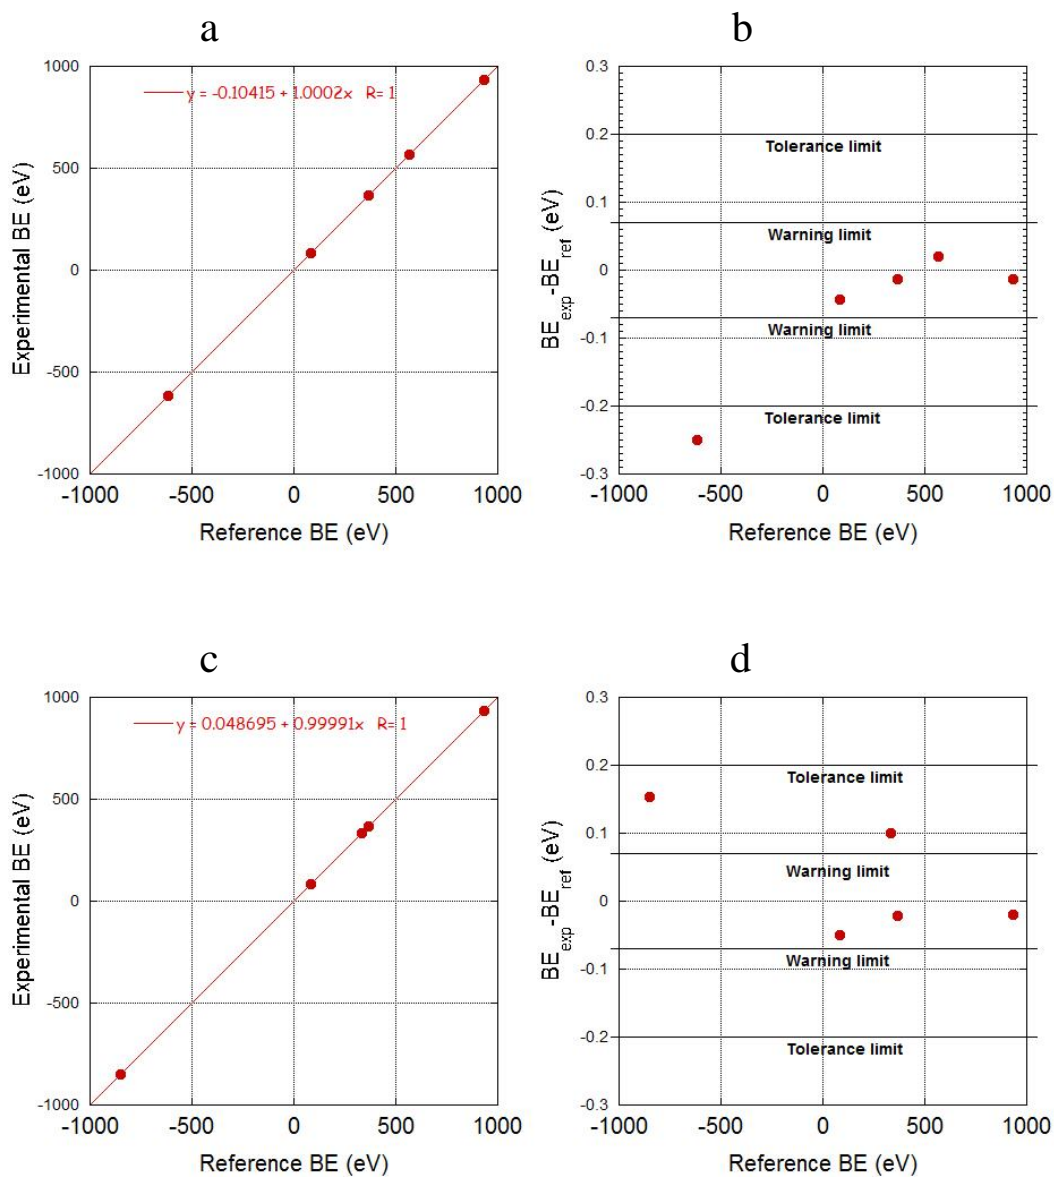 a
b
1000
500
0
-500
-1000
Experimental BE (eV)
y = -0.10415 + 1.0002x R= 1
-1000 -500 0 500 1000
Reference BE (eV)
0.3
0.2
0.1
0
-0.1
-0.2
-0.3
BEexp-BEref (eV)
Tolerance limit
Warning limit
Warning limit
Tolerance limit
-1000 -500 0 500 1000
Reference BE (eV)
c
d
1000
500
0
-500
-1000
Experimental BE (eV)
y = 0.048695 + 0.99991x R= 1
-1000 -500 0 500 1000
Reference BE (eV)
0.3
0.2
0.1
0
-0.1
-0.2
-0.3
BEexp-BEref (eV)
Tolerance limit
Warning limit
Warning limit
Tolerance limit
-1000 -500 0 500 1000
Reference BE (eV)